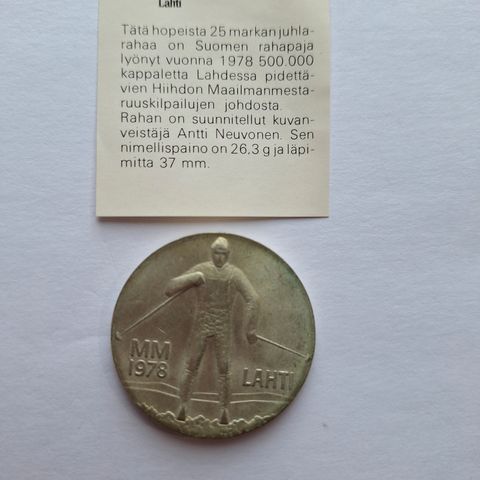 Lahti
Tätä hopeista 25 markan juhla-
rahaa on Suomen rahapaja
lyönyt vuonna 1978 500.000
kappaletta Lahdessa pidettä-
vien Hiihdon Maailmanmesta-
ruuskilpailujen johdosta.
Rahan on suunnitellut kuvan-
veistäjä Antti Neuvonen. Sen
nimellispaino on 26,3 g ja läpi-
mitta 37 mm.
MM
1978
LAHTI